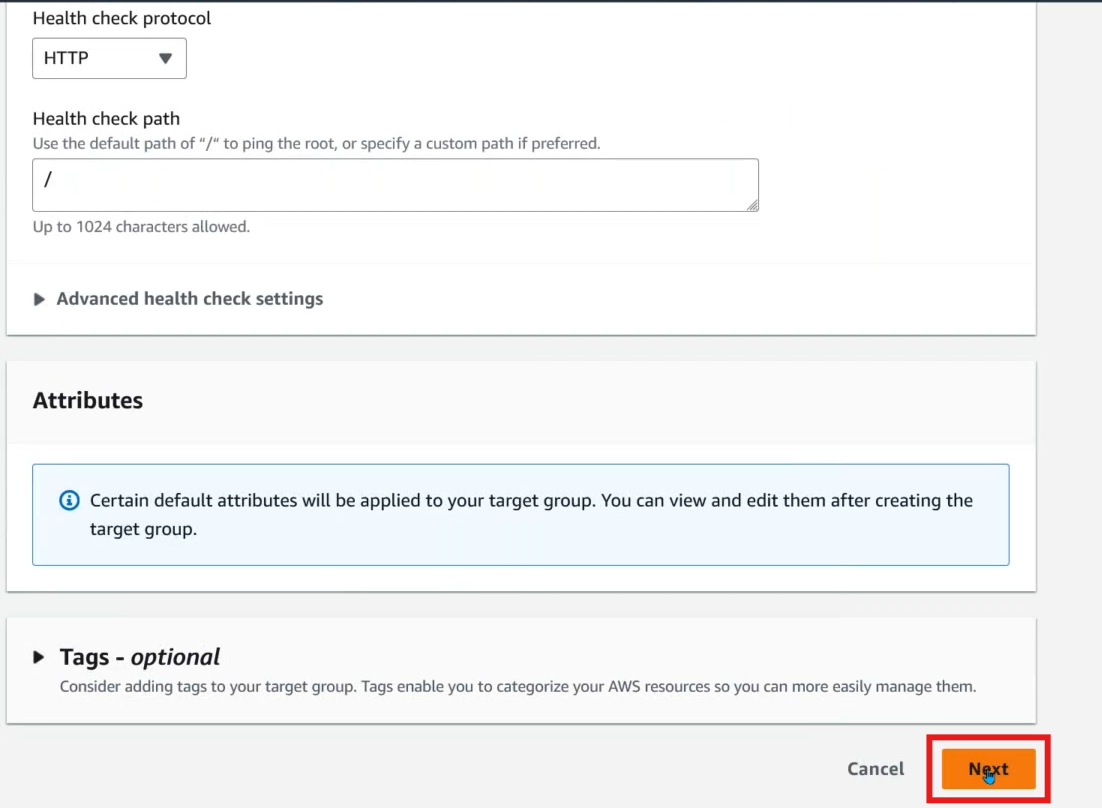 Health check protocol
HTTP
Health check path
Use the default path of “/“ to ping the root, or specify a custom path if preferred.
/
Up to 1024 characters allowed.
Advanced health check settings
Attributes
Certain default attributes will be applied to your target group. You can view and edit them after creating the
target group.
Tags - optional
Consider adding tags to your target group. Tags enable you to categorize your AWS resources so you can more easily manage them.
Cancel
Next